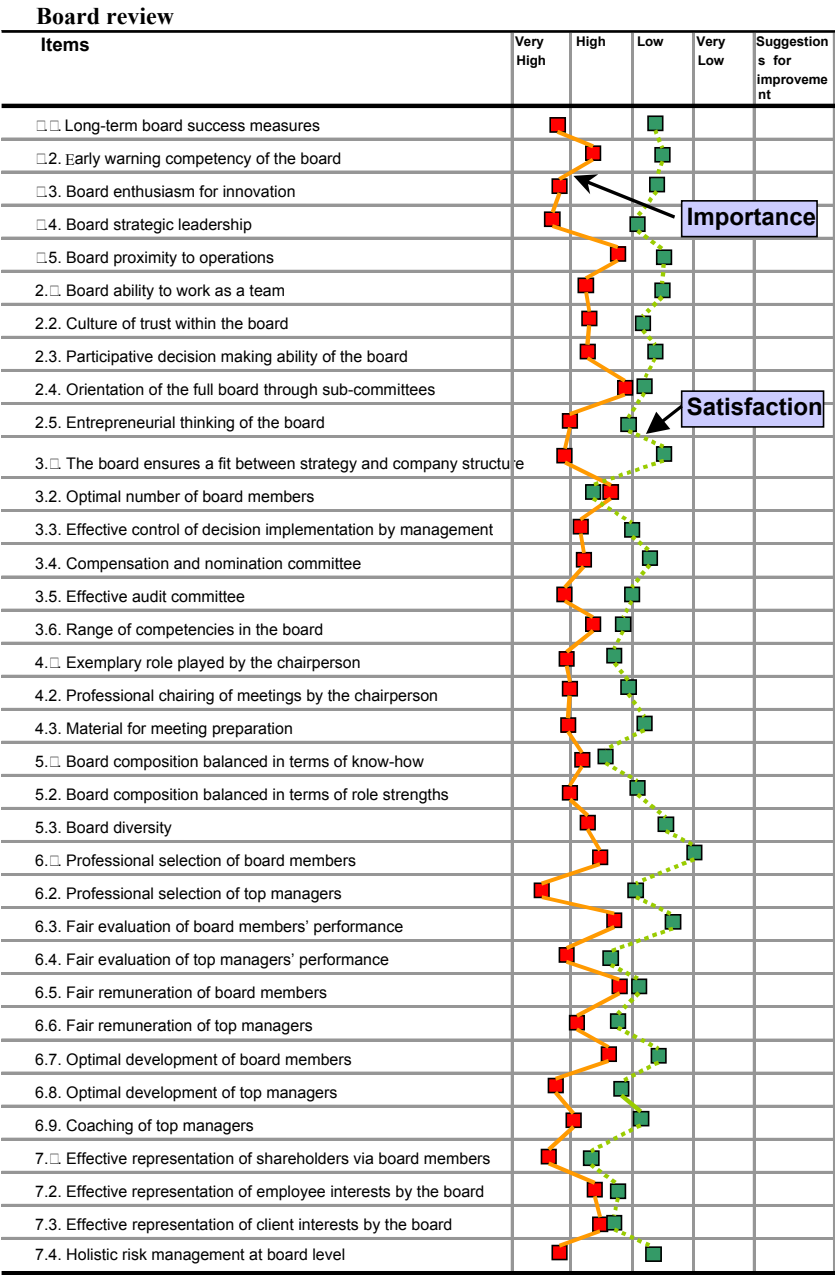 Board review
Items
Very High
High
Low
Very Low
Suggestion
s for
improveme
nt
□.□. Long-term board success measures
□.2. Early warning competency of the board
□.3. Board enthusiasm for innovation
□.4. Board strategic leadership
□.5. Board proximity to operations
2.□. Board ability to work as a team
2.2. Culture of trust within the board
2.3. Participative decision making ability of the board
2.4. Orientation of the full board through sub-committees
2.5. Entrepreneurial thinking of the board
3.□. The board ensures a fit between strategy and company structure
3.2. Optimal number of board members
3.3. Effective control of decision implementation by management
3.4. Compensation and nomination committee
3.5. Effective audit committee
3.6. Range of competencies in the board
4.□. Exemplary role played by the chairperson
4.2. Professional chairing of meetings by the chairperson
4.3. Material for meeting preparation
5.□. Board composition balanced in terms of know-how
5.2. Board composition balanced in terms of role strengths
5.3. Board diversity
6.□. Professional selection of board members
6.2. Professional selection of top managers
6.3. Fair evaluation of board members' performance
6.4. Fair evaluation of top managers' performance
6.5. Fair remuneration of board members
6.6. Fair remuneration of top managers
6.7. Optimal development of board members
6.8. Optimal development of top managers
6.9. Coaching of top managers
7.□. Effective representation of shareholders via board members
7.2. Effective representation of employee interests by the board
7.3. Effective representation of client interests by the board
7.4. Holistic risk management at board level
Importance
Satisfaction